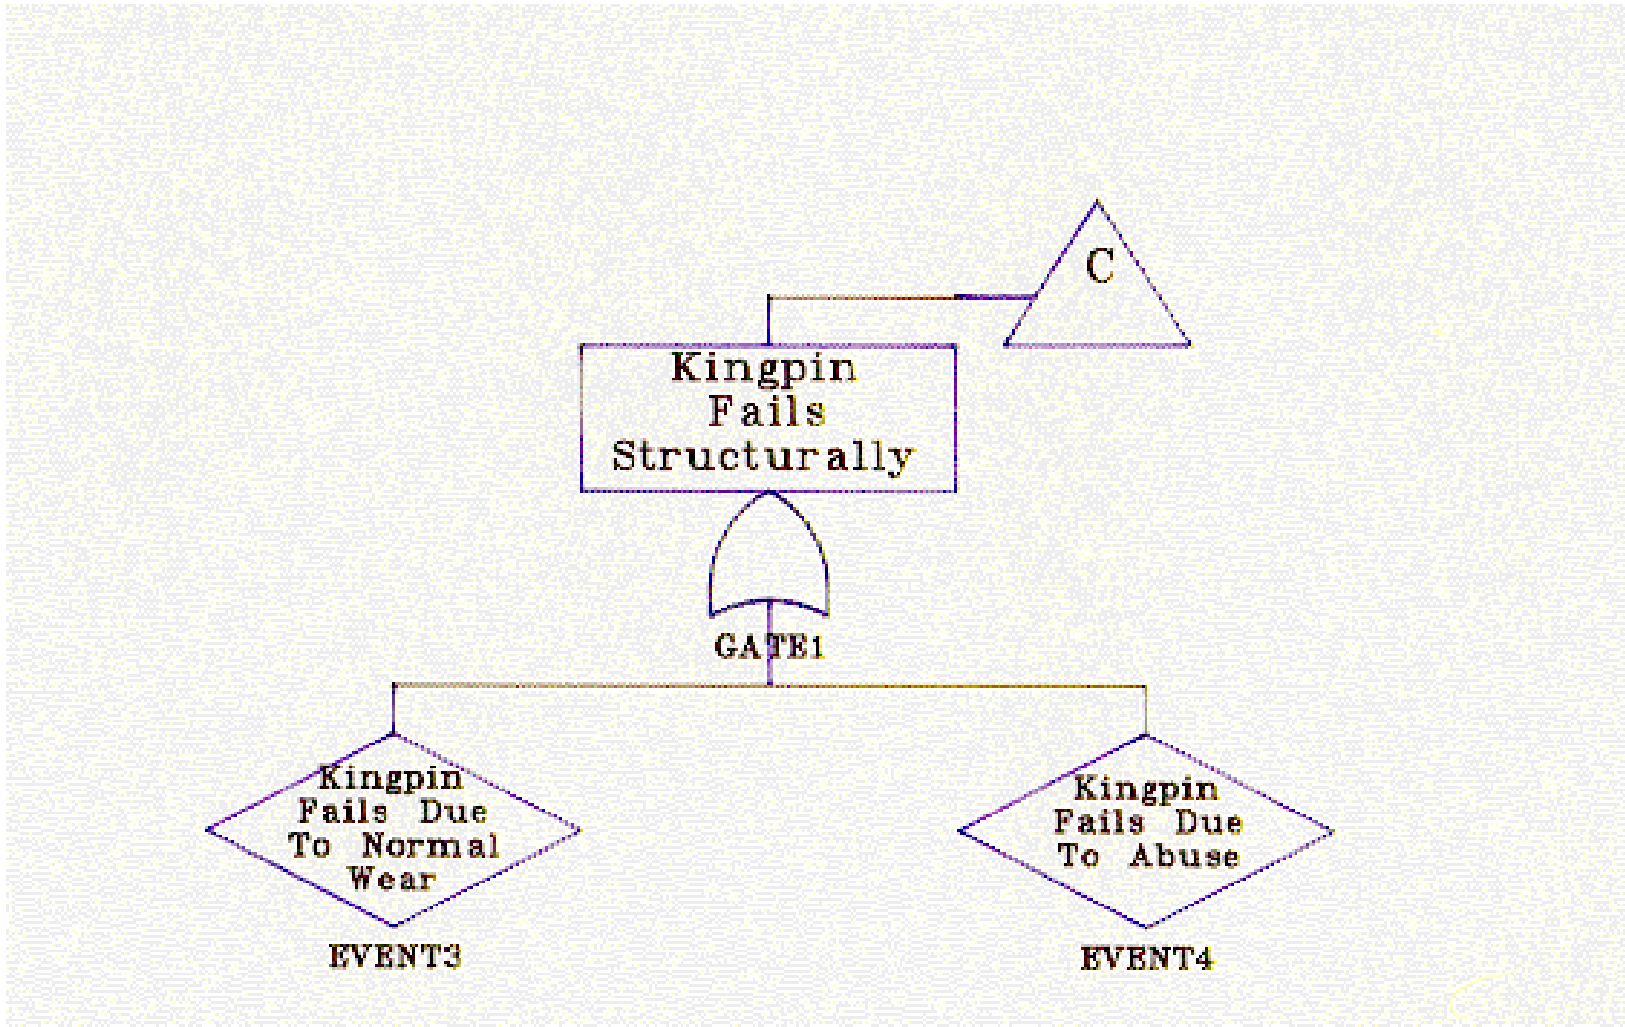 C
Kingpin
Fails
Structurally
GATE1
Kingpin
Fails Due
To Normal
Wear
EVENT3
Kingpin
Fails Due
To Abuse
EVENT4